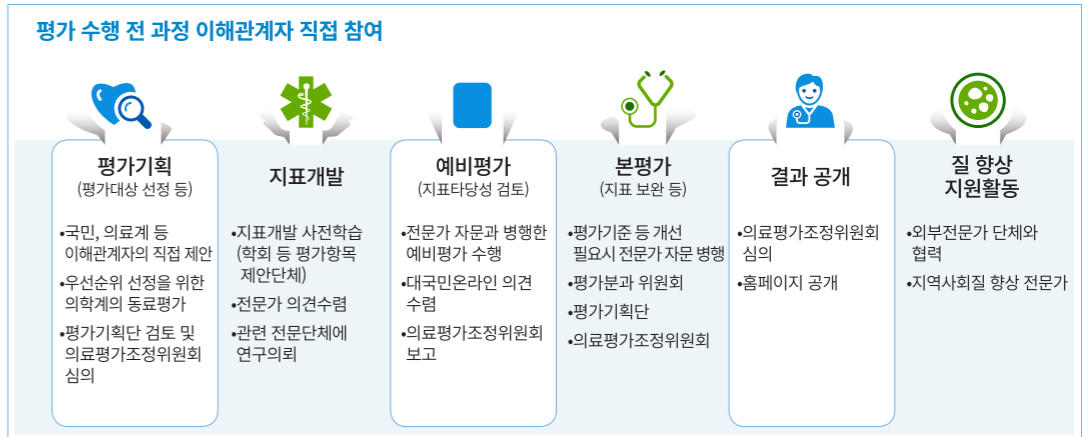 평가 수행 전 과정 이해관계자 직접 참여
평가기획
(평가대상 선정 등)
•국민, 의료계 등
이해관계자의 직접 제안
•우선순위 선정을 위한
의학계의 동료평가
•평가기획단 검토 및
의료평가조정위원회
심의
지표개발
•지표개발 사전학습
(학회 등 평가항목
제안단체)
•전문가 의견수렴
•관련 전문단체에
연구의뢰
예비평가
(지표타당성 검토)
•전문가 자문과 병행한
예비평가 수행
•대국민온라인 의견
수렴
•의료평가조정위원회
보고
본평가
(지표 보완 등)
•평가기준 등 개선
필요시 전문가 자문 병행
•평가분과 위원회
•평가기획단
•의료평가조정위원회
결과 공개
•의료평가조정위원회
심의
•홈페이지 공개
질 향상
지원활동
•외부전문가 단체와
협력
•지역사회질 향상 전문가